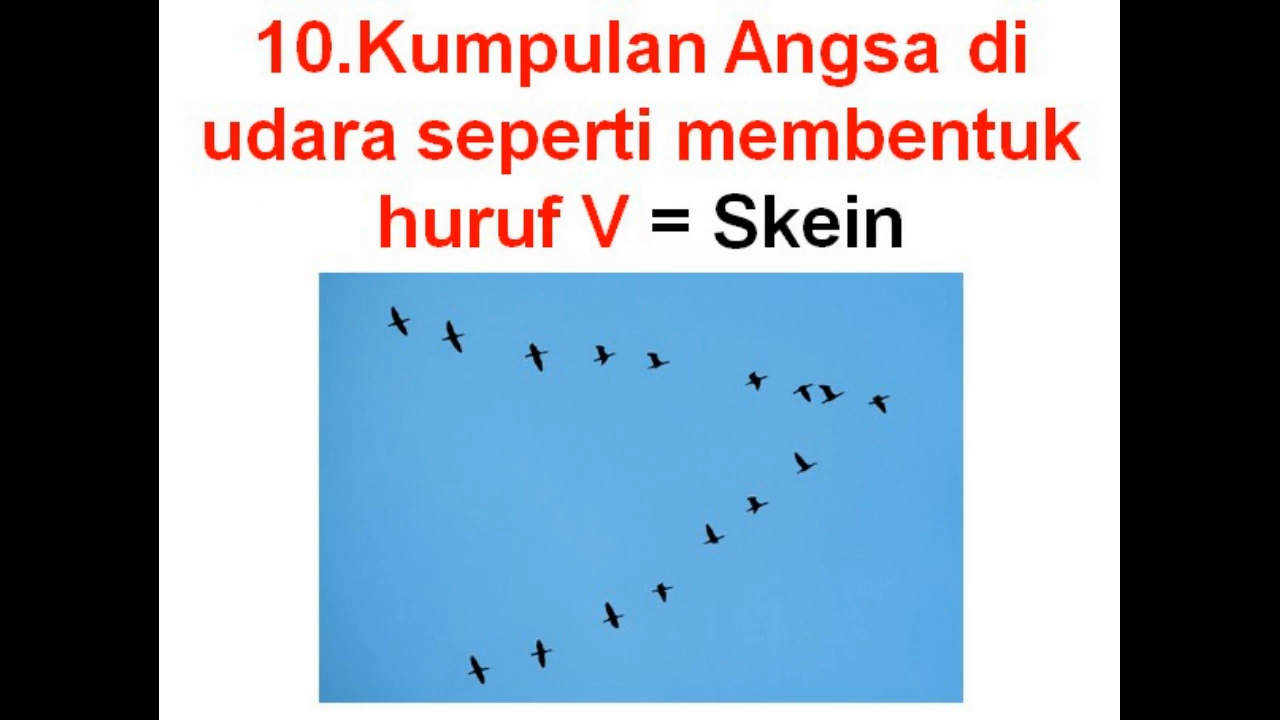 10.Kumpulan Angsa di
udara seperti membentuk
huruf V = Skein